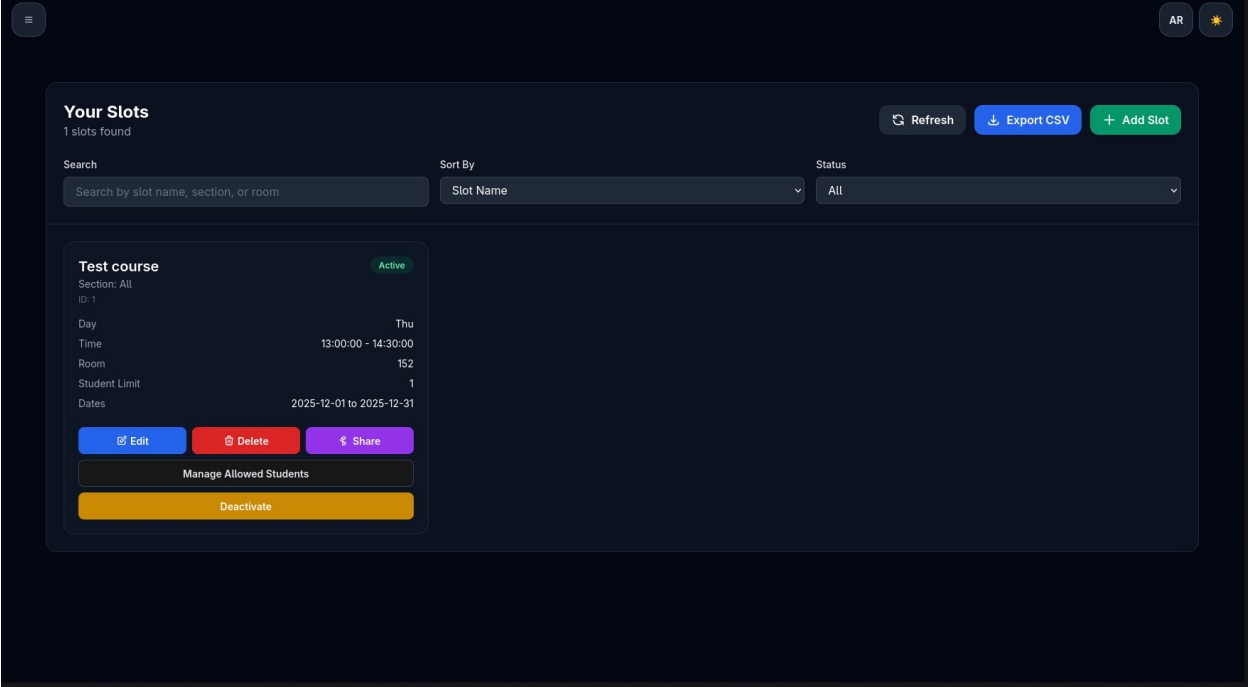 AR
Your Slots
1 slots found
Refresh
Export CSV
Add Slot
Search
Sort By
Status
Search by slot name, section, or room
Slot Name
All
Test course
Active
Section: All
ID: 1
Day Thu
Time 13:00:00 - 14:30:00
Room 152
Student Limit 1
Dates 2025-12-01 to 2025-12-31
Edit
Delete
Share
Manage Allowed Students
Deactivate